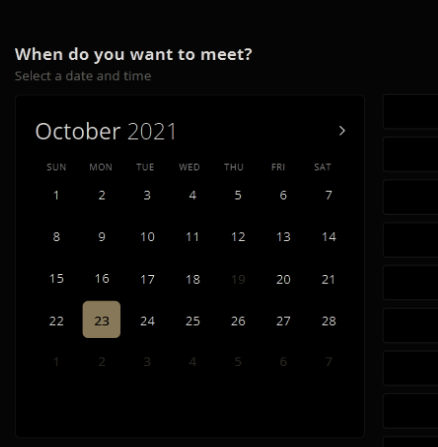 When do you want to meet?
Select a date and time
October 2021 >
SUN MON TUE WED THU FRI SAT
1 2 3 4 5 6 7
8 9 10 11 12 13 14
15 16 17 18 19 20 21
22 23 24 25 26 27 28
1 2 3 4 5 6 7